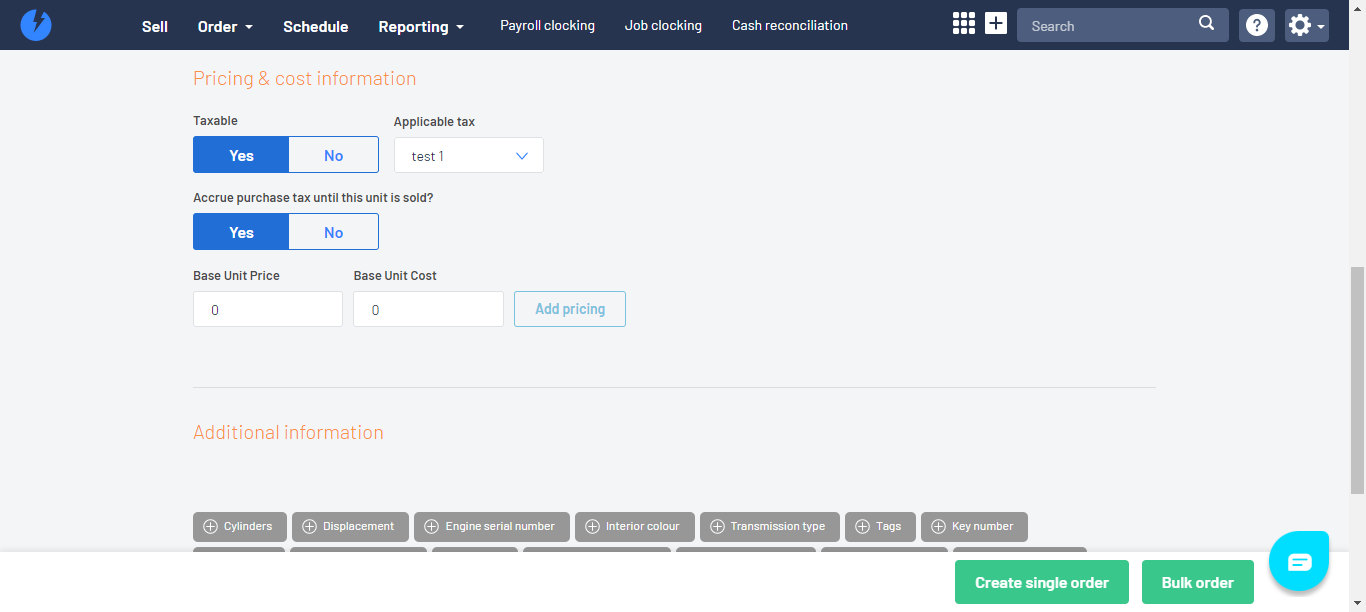 Sell Order Schedule Reporting Payroll clocking Job clocking Cash reconciliation Search
Pricing & cost information
Taxable Applicable tax
Yes No test 1
Accrue purchase tax until this unit is sold?
Yes No
Base Unit Price Base Unit Cost
0 0 Add pricing
Additional information
Cylinders Displacement Engine serial number Interior colour Transmission type Tags Key number
Create single order Bulk order